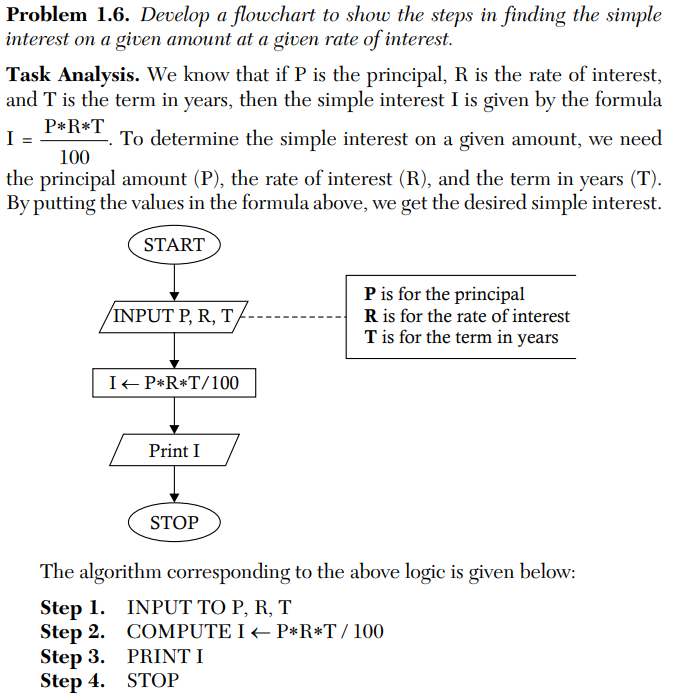 Problem 1.6. Develop a flowchart to show the steps in finding the simple
interest on a given amount at a given rate of interest.
Task Analysis. We know that if P is the principal, R is the rate of interest,
and T is the term in years, then the simple interest I is given by the formula
I = P*R*T/100. To determine the simple interest on a given amount, we need
the principal amount (P), the rate of interest (R), and the term in years (T).
By putting the values in the formula above, we get the desired simple interest.
START
INPUT P, R, T
P is for the principal
R is for the rate of interest
T is for the term in years
I ← P*R*T/100
Print I
STOP
The algorithm corresponding to the above logic is given below:
Step 1. INPUT TO P, R, T
Step 2. COMPUTE I ← P*R*T / 100
Step 3. PRINT I
Step 4. STOP